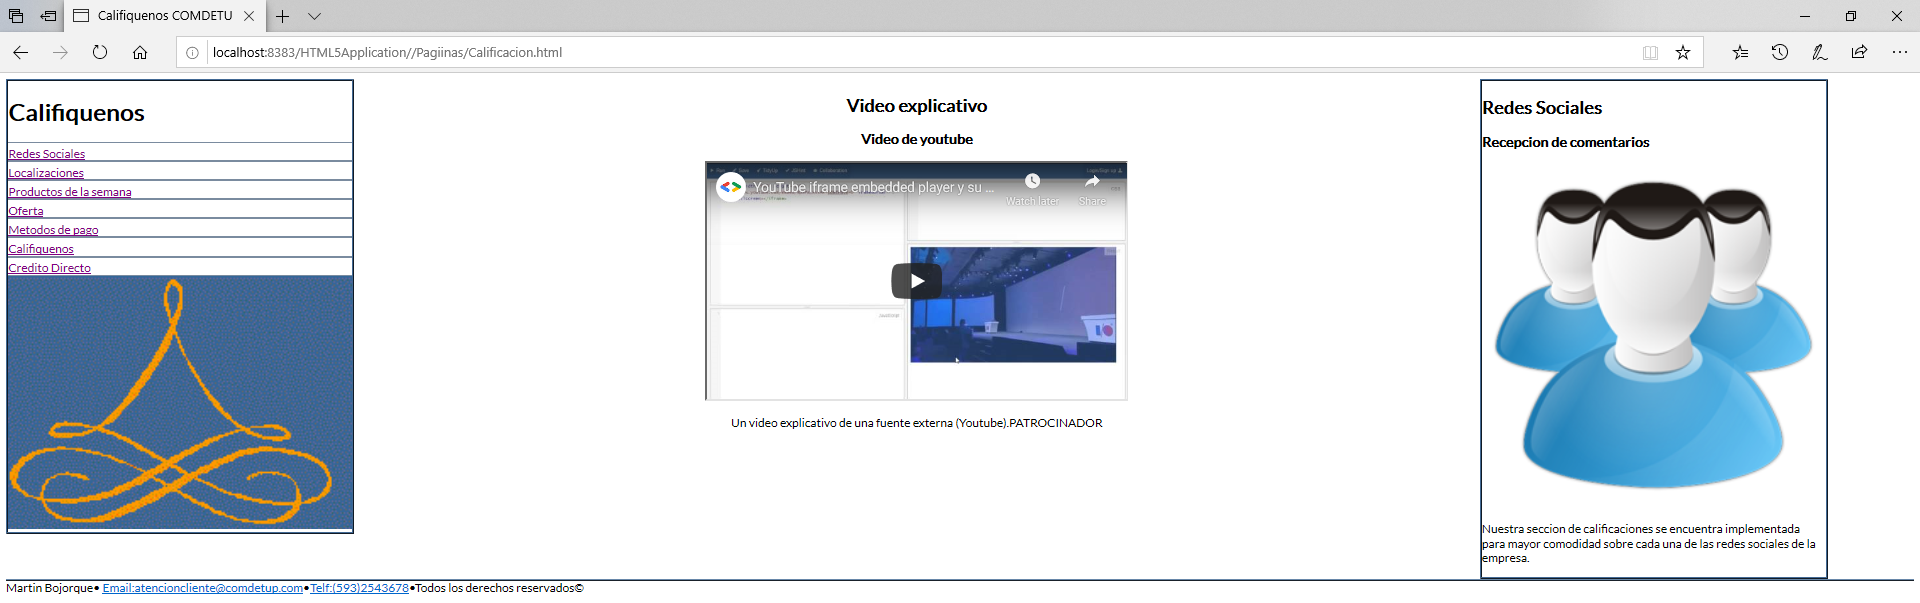 Califiquenos COMDETU
localhost:8383/HTML5Application//Pagiinas/Calificacion.html
Califiquenos
Redes Sociales
Localizaciones
Productos de la semana
Oferta
Metodos de pago
Califiquenos
Credito Directo
Video explicativo
Video de youtube
YouTube iframe embedded player y su ...
Watch later
Share
Un video explicativo de una fuente externa (Youtube).PATROCINADOR
Redes Sociales
Recepcion de comentarios
Nuestra seccion de calificaciones se encuentra implementada
para mayor comodidad sobre cada una de las redes sociales de la
empresa.
Martin Bojorque• Email:atencioncliente@comdetup.com•Telf:(593)2543678•Todos los derechos reservados©